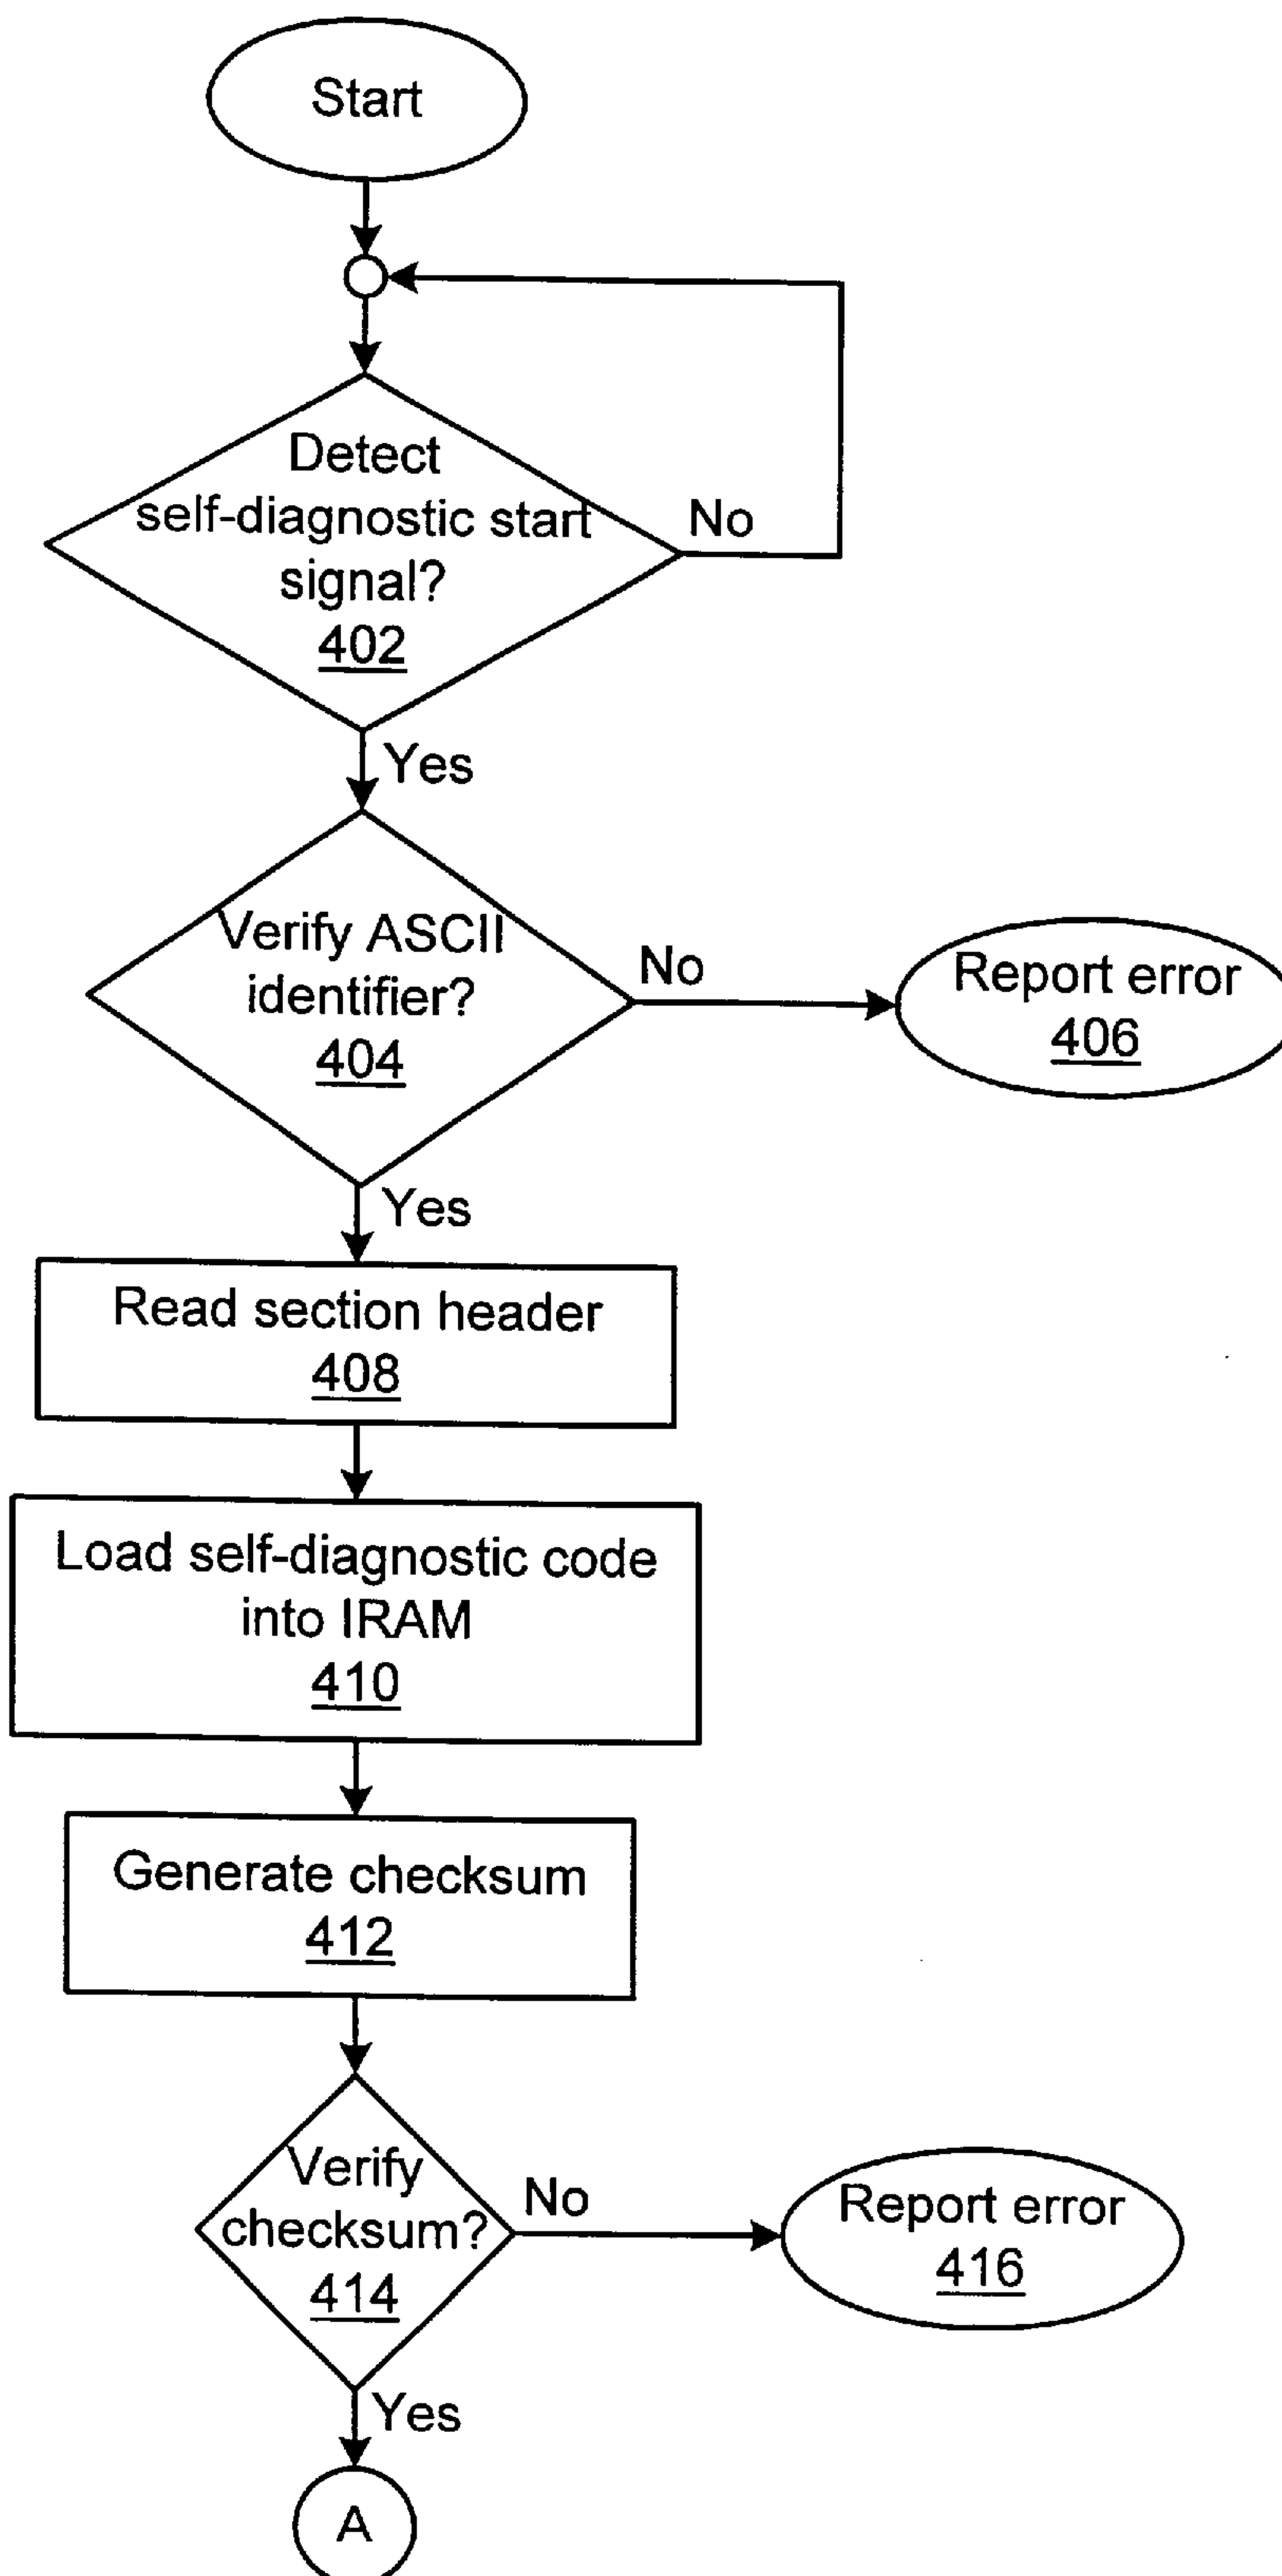 Start
Detect
self-diagnostic start
signal?
402
No
Yes
Verify ASCII
identifier?
404
No
Report error
406
Yes
Read section header
408
Load self-diagnostic code
into IRAM
410
Generate checksum
412
Verify
checksum?
414
No
Report error
416
Yes
A